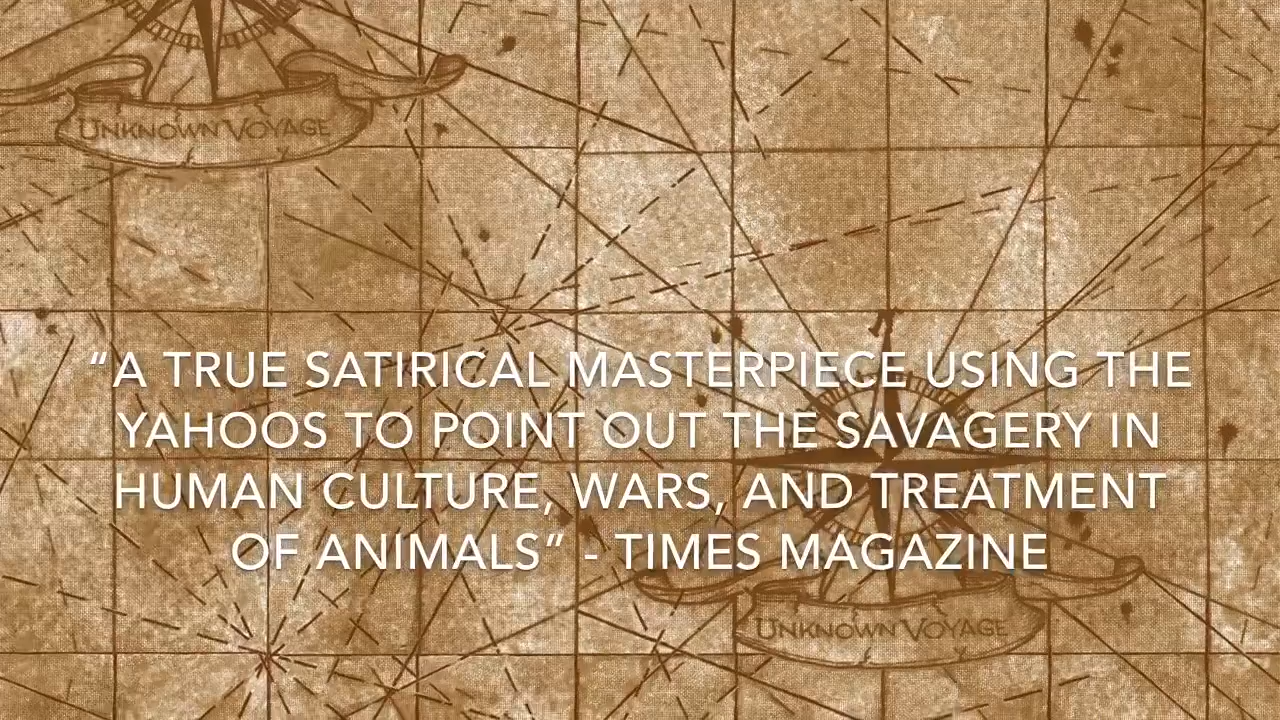 UNKNOWN VOYAGE
“A TRUE SATIRICAL MASTERPIECE USING THE
YAHOOS TO POINT OUT THE SAVAGERY IN
HUMAN CULTURE, WARS, AND TREATMENT
OF ANIMALS“ - TIMES MAGAZINE
UNKNOWN VOYAGE